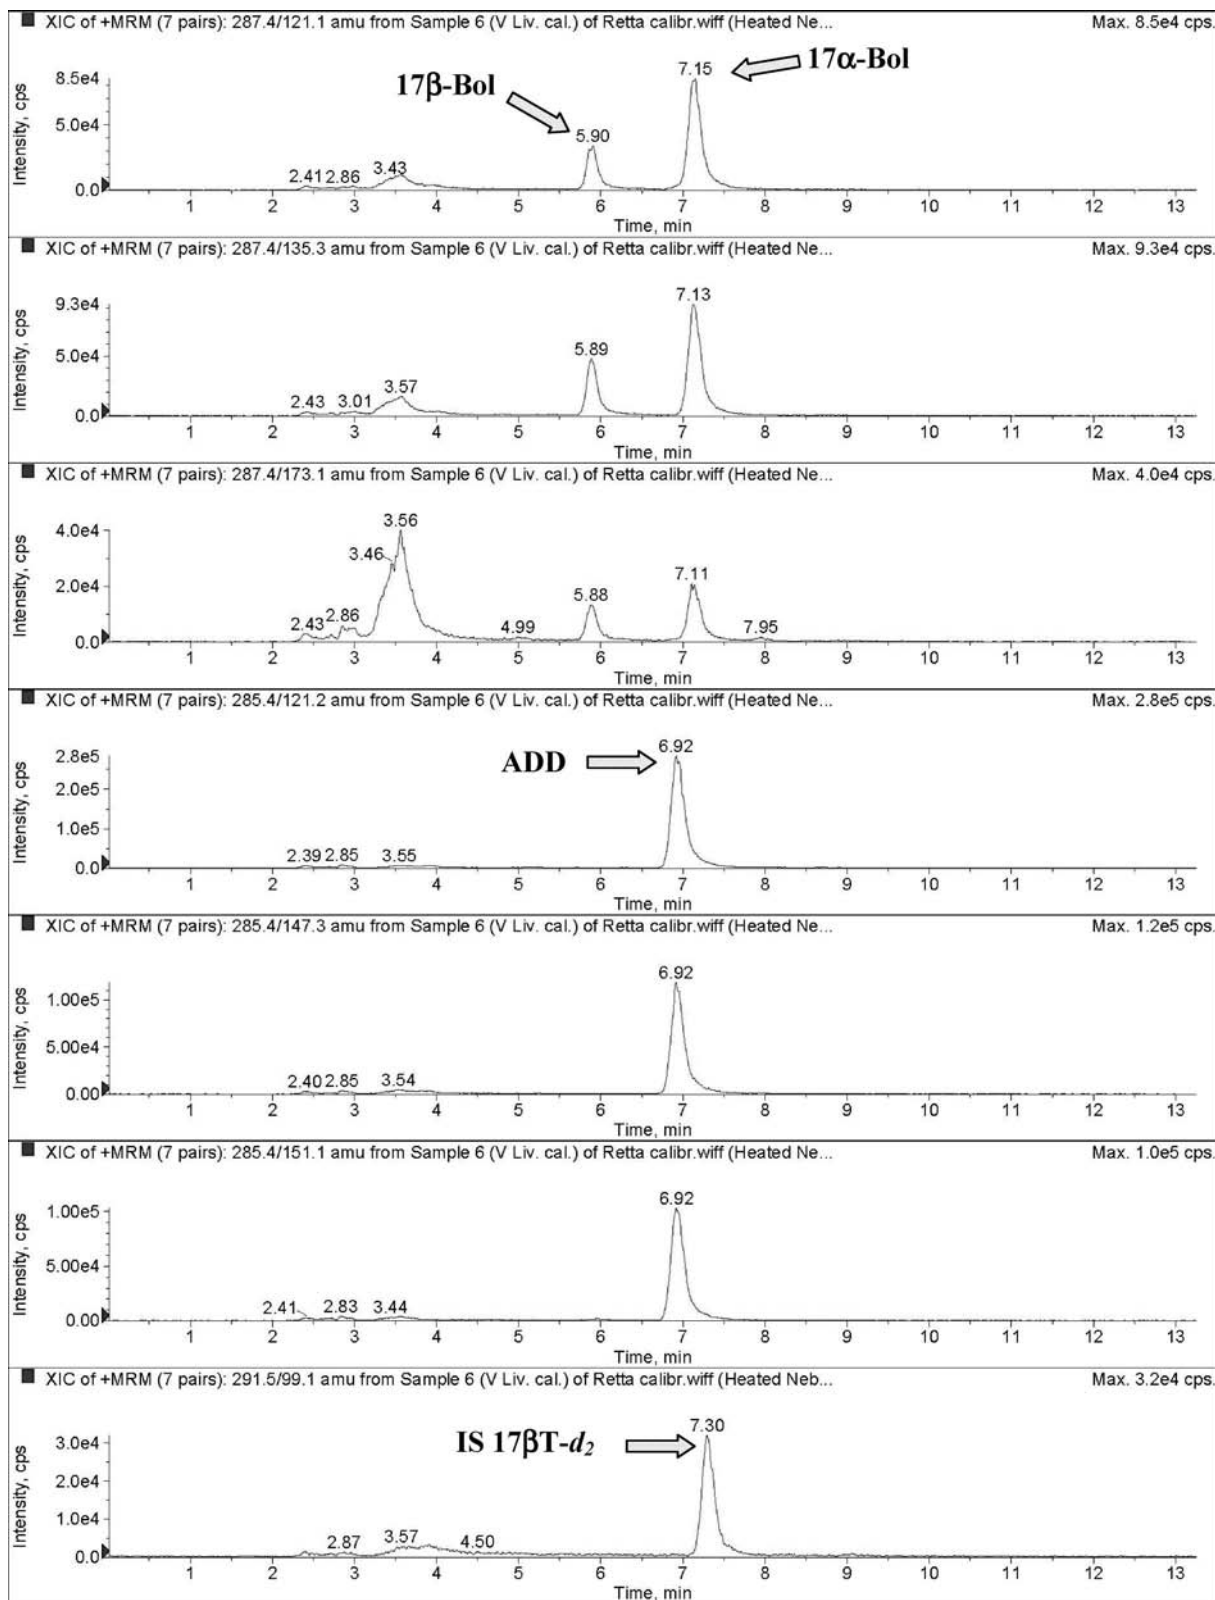 XIC of +MRM (7 pairs): 287.4/121.1 amu from Sample 6 (V Liv. cal.) of Retta calibr.wiff (Heated Ne... Max. 8.5e4 cps.
17β-Bol
17α-Bol
Intensity, cps
8.5e4
5.0e4
0.0
2.41 2.86 3.43 5.90 7.15
1 2 3 4 5 6 7 8 9 10 11 12 13
Time, min
XIC of +MRM (7 pairs): 287.4/135.3 amu from Sample 6 (V Liv. cal.) of Retta calibr.wiff (Heated Ne... Max. 9.3e4 cps.
Intensity, cps
9.3e4
5.0e4
0.0
2.43 3.01 3.57 5.89 7.13
1 2 3 4 5 6 7 8 9 10 11 12 13
Time, min
XIC of +MRM (7 pairs): 287.4/173.1 amu from Sample 6 (V Liv. cal.) of Retta calibr.wiff (Heated Ne... Max. 4.0e4 cps.
Intensity, cps
4.0e4
2.0e4
0.0
2.43 2.86 3.46 3.56 4.99 5.88 7.11 7.95
1 2 3 4 5 6 7 8 9 10 11 12 13
Time, min
XIC of +MRM (7 pairs): 285.4/121.2 amu from Sample 6 (V Liv. cal.) of Retta calibr.wiff (Heated Ne... Max. 2.8e5 cps.
ADD
Intensity, cps
2.8e5
2.0e5
1.0e5
0.0
2.39 2.85 3.55 6.92
1 2 3 4 5 6 7 8 9 10 11 12 13
Time, min
XIC of +MRM (7 pairs): 285.4/147.3 amu from Sample 6 (V Liv. cal.) of Retta calibr.wiff (Heated Ne... Max. 1.2e5 cps.
Intensity, cps
1.00e5
5.00e4
0.00
2.40 2.85 3.54 6.92
1 2 3 4 5 6 7 8 9 10 11 12 13
Time, min
XIC of +MRM (7 pairs): 285.4/151.1 amu from Sample 6 (V Liv. cal.) of Retta calibr.wiff (Heated Ne... Max. 1.0e5 cps.
Intensity, cps
1.00e5
5.00e4
0.00
2.41 2.83 3.44 6.92
1 2 3 4 5 6 7 8 9 10 11 12 13
Time, min
XIC of +MRM (7 pairs): 291.5/99.1 amu from Sample 6 (V Liv. cal.) of Retta calibr.wiff (Heated Neb... Max. 3.2e4 cps.
IS 17βT-d2
Intensity, cps
3.0e4
2.0e4
1.0e4
0.0
2.87 3.57 4.50 7.30
1 2 3 4 5 6 7 8 9 10 11 12 13
Time, min